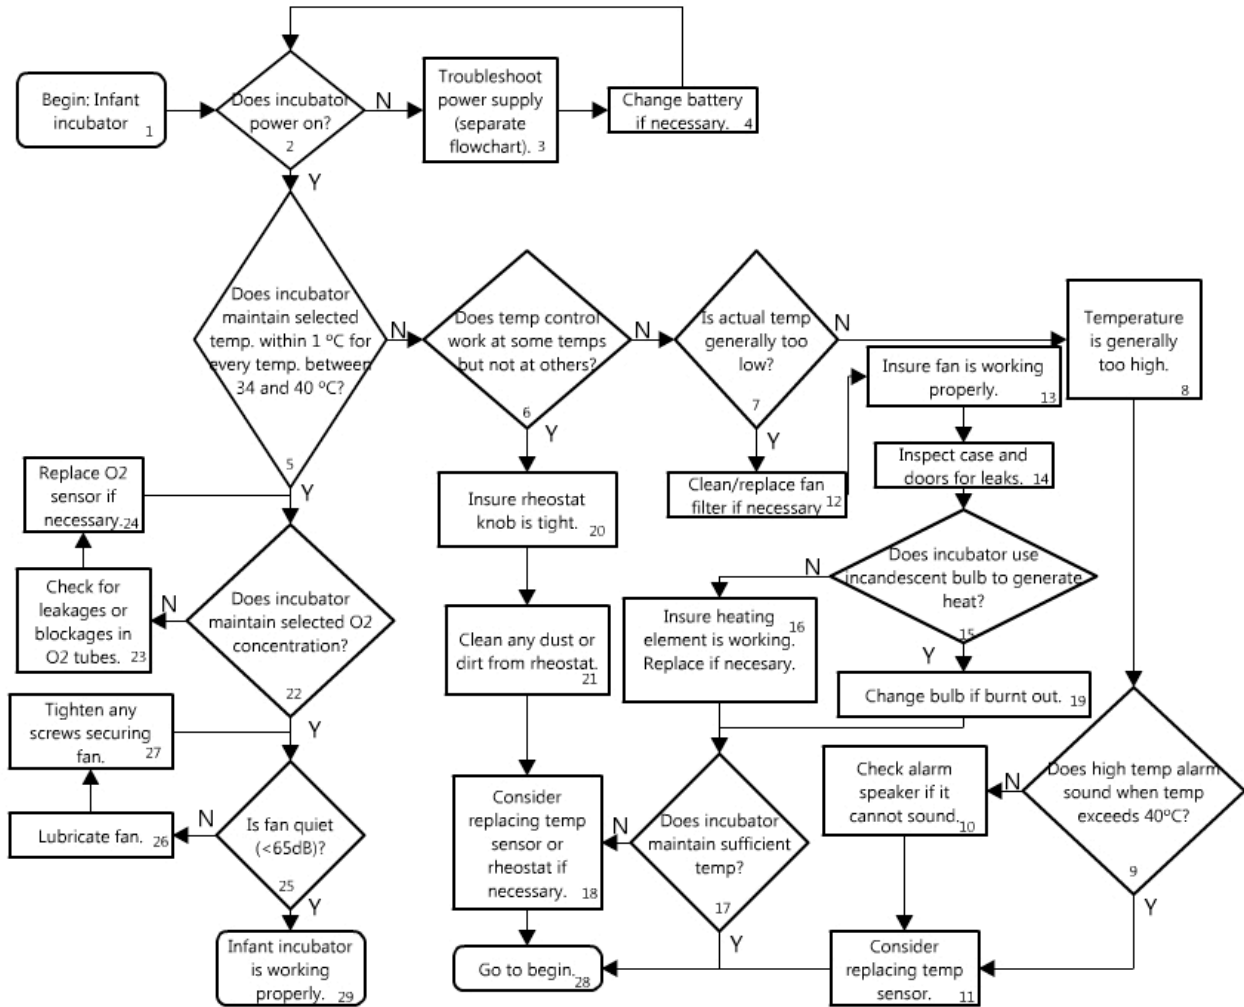 Begin: Infant
incubator
1
Does incubator
power on?
2
N
Y
Troubleshoot
power supply
(separate
flowchart).
3
Change battery
if necessary.
4
Does incubator
maintain selected
temp. within 1 ºC for
every temp. between
34 and 40 ºC?
5
N
Y
Does temp control
work at some temps
but not at others?
6
N
Y
Is actual temp
generally too
low?
7
N
Y
Temperature
is generally
too high.
8
Insure fan is working
properly.
13
Inspect case and
doors for leaks.
14
Clean/replace fan
filter if necessary
12
Replace O2
sensor if
necessary.
24
Insure rheostat
knob is tight.
20
Does incubator use
incandescent bulb to generate
heat?
15
N
Y
Check for
leakages or
blockages in
O2 tubes.
23
Does incubator
maintain selected O2
concentration?
22
N
Y
Clean any dust or
dirt from rheostat.
21
Insure heating
element is working.
Replace if necesary.
16
Change bulb if burnt out.
19
Tighten any
screws securing
fan.
27
Does high temp alarm
sound when temp
exceeds 40ºC?
9
N
Y
Check alarm
speaker if it
cannot sound.
10
Consider
replacing temp
sensor or
rheostat if
necessary.
18
Does incubator
maintain sufficient
temp?
17
N
Y
Lubricate fan.
26
Is fan quiet
(<65dB)?
25
N
Y
Infant incubator
is working
properly.
29
Go to begin.
28
Consider
replacing temp
sensor.
11